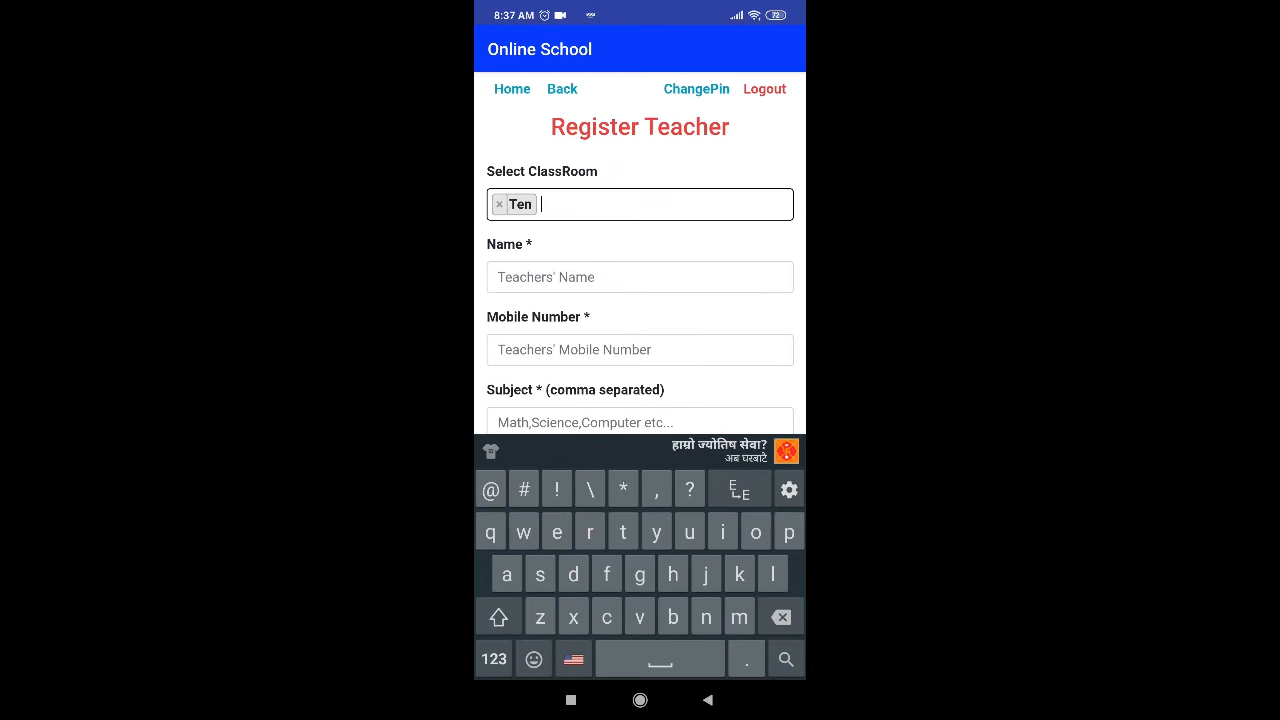 8:37 AM 72
Online School
Home Back ChangePin Logout
Register Teacher
Select ClassRoom
× Ten
Name *
Teachers' Name
Mobile Number *
Teachers' Mobile Number
Subject * (comma separated)
Math,Science,Computer etc...
हाम्रो ज्योतिष सेवा?
अब घरबाटै
@ # ! \ * , ? E E
q w e r t y u i o p
a s d f g h j k l
z x c v b n m
123 .